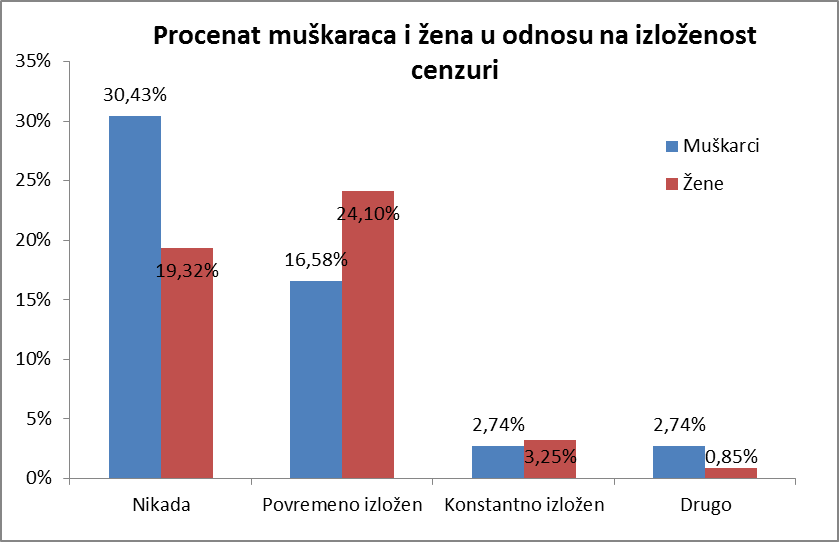 Procenat muškaraca i žena u odnosu na izloženost
cenzuri
35%
30%
25%
20%
15%
10%
5%
0%
30,43%
19,32%
16,58%
24,10%
2,74%
3,25%
2,74%
0,85%
Muškarci
Žene
Nikada
Povremeno izložen
Konstantno izložen
Drugo